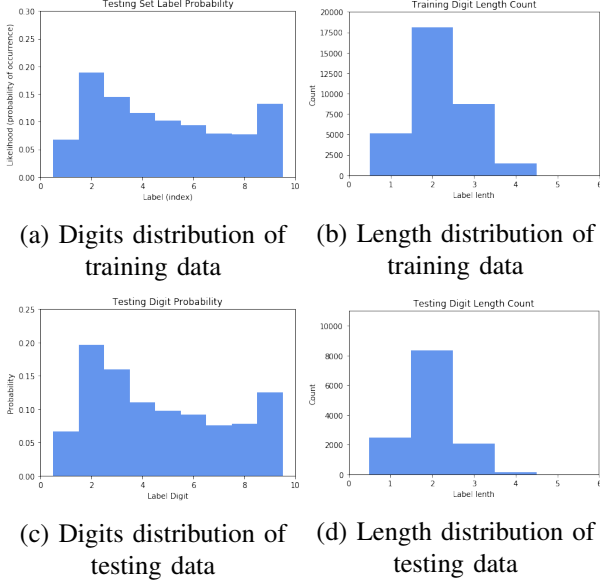 Testing Set Label Probability
Likelihood (probability of occurrence)
0.30
0.25
0.20
0.15
0.10
0.05
0.00
0 2 4 6 8 10
Label (index)
Training Digit Length Count
Count
20000
17500
15000
12500
10000
7500
5000
2500
0
0 1 2 3 4 5 6
Label lenth
(a) Digits distribution of
training data
(b) Length distribution of
training data
Testing Digit Probability
Probability
0.25
0.20
0.15
0.10
0.05
0.00
0 2 4 6 8 10
Label Digit
Testing Digit Length Count
Count
10000
8000
6000
4000
2000
0
0 1 2 3 4 5 6
Label lenth
(c) Digits distribution of
testing data
(d) Length distribution of
testing data